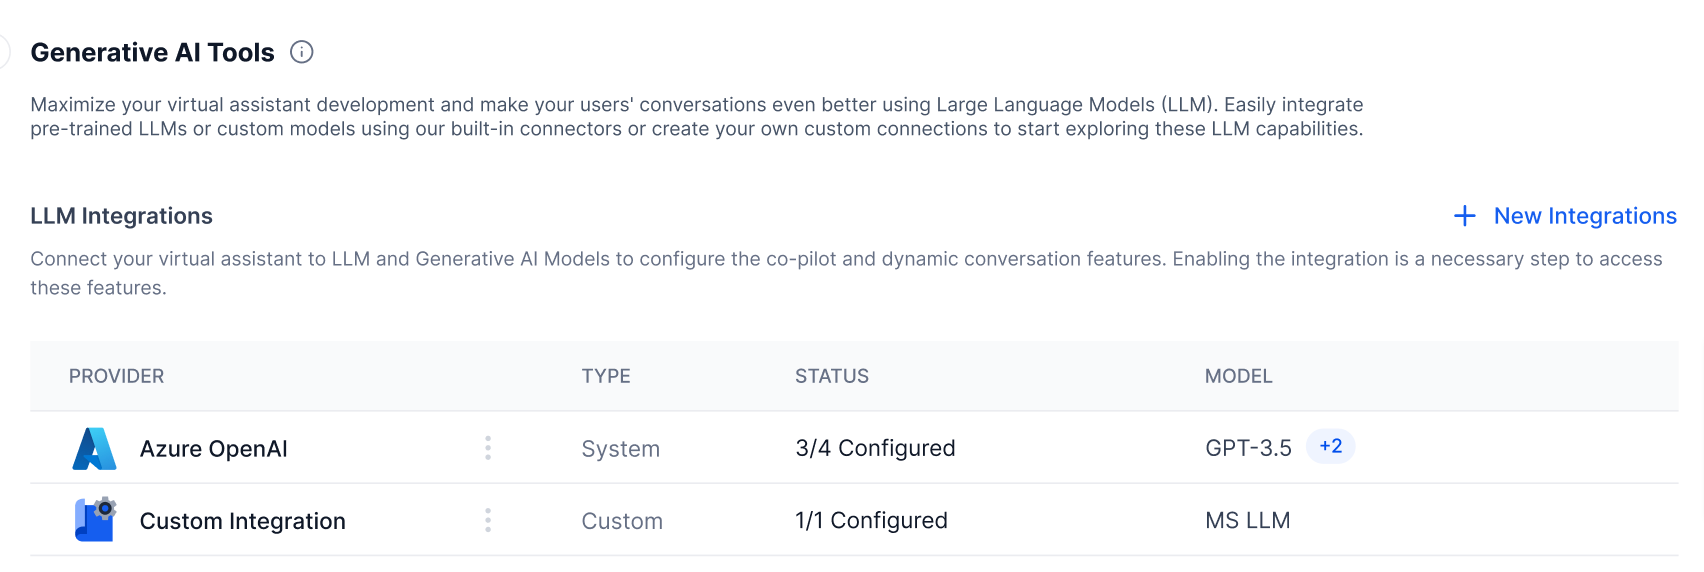 Generative AI Tools
Maximize your virtual assistant development and make your users' conversations even better using Large Language Models (LLM). Easily integrate
pre-trained LLMs or custom models using our built-in connectors or create your own custom connections to start exploring these LLM capabilities.
LLM Integrations
+ New Integrations
Connect your virtual assistant to LLM and Generative AI Models to configure the co-pilot and dynamic conversation features. Enabling the integration is a necessary step to access
these features.
PROVIDER TYPE STATUS MODEL
Azure OpenAI System 3/4 Configured GPT-3.5 +2
Custom Integration Custom 1/1 Configured MS LLM